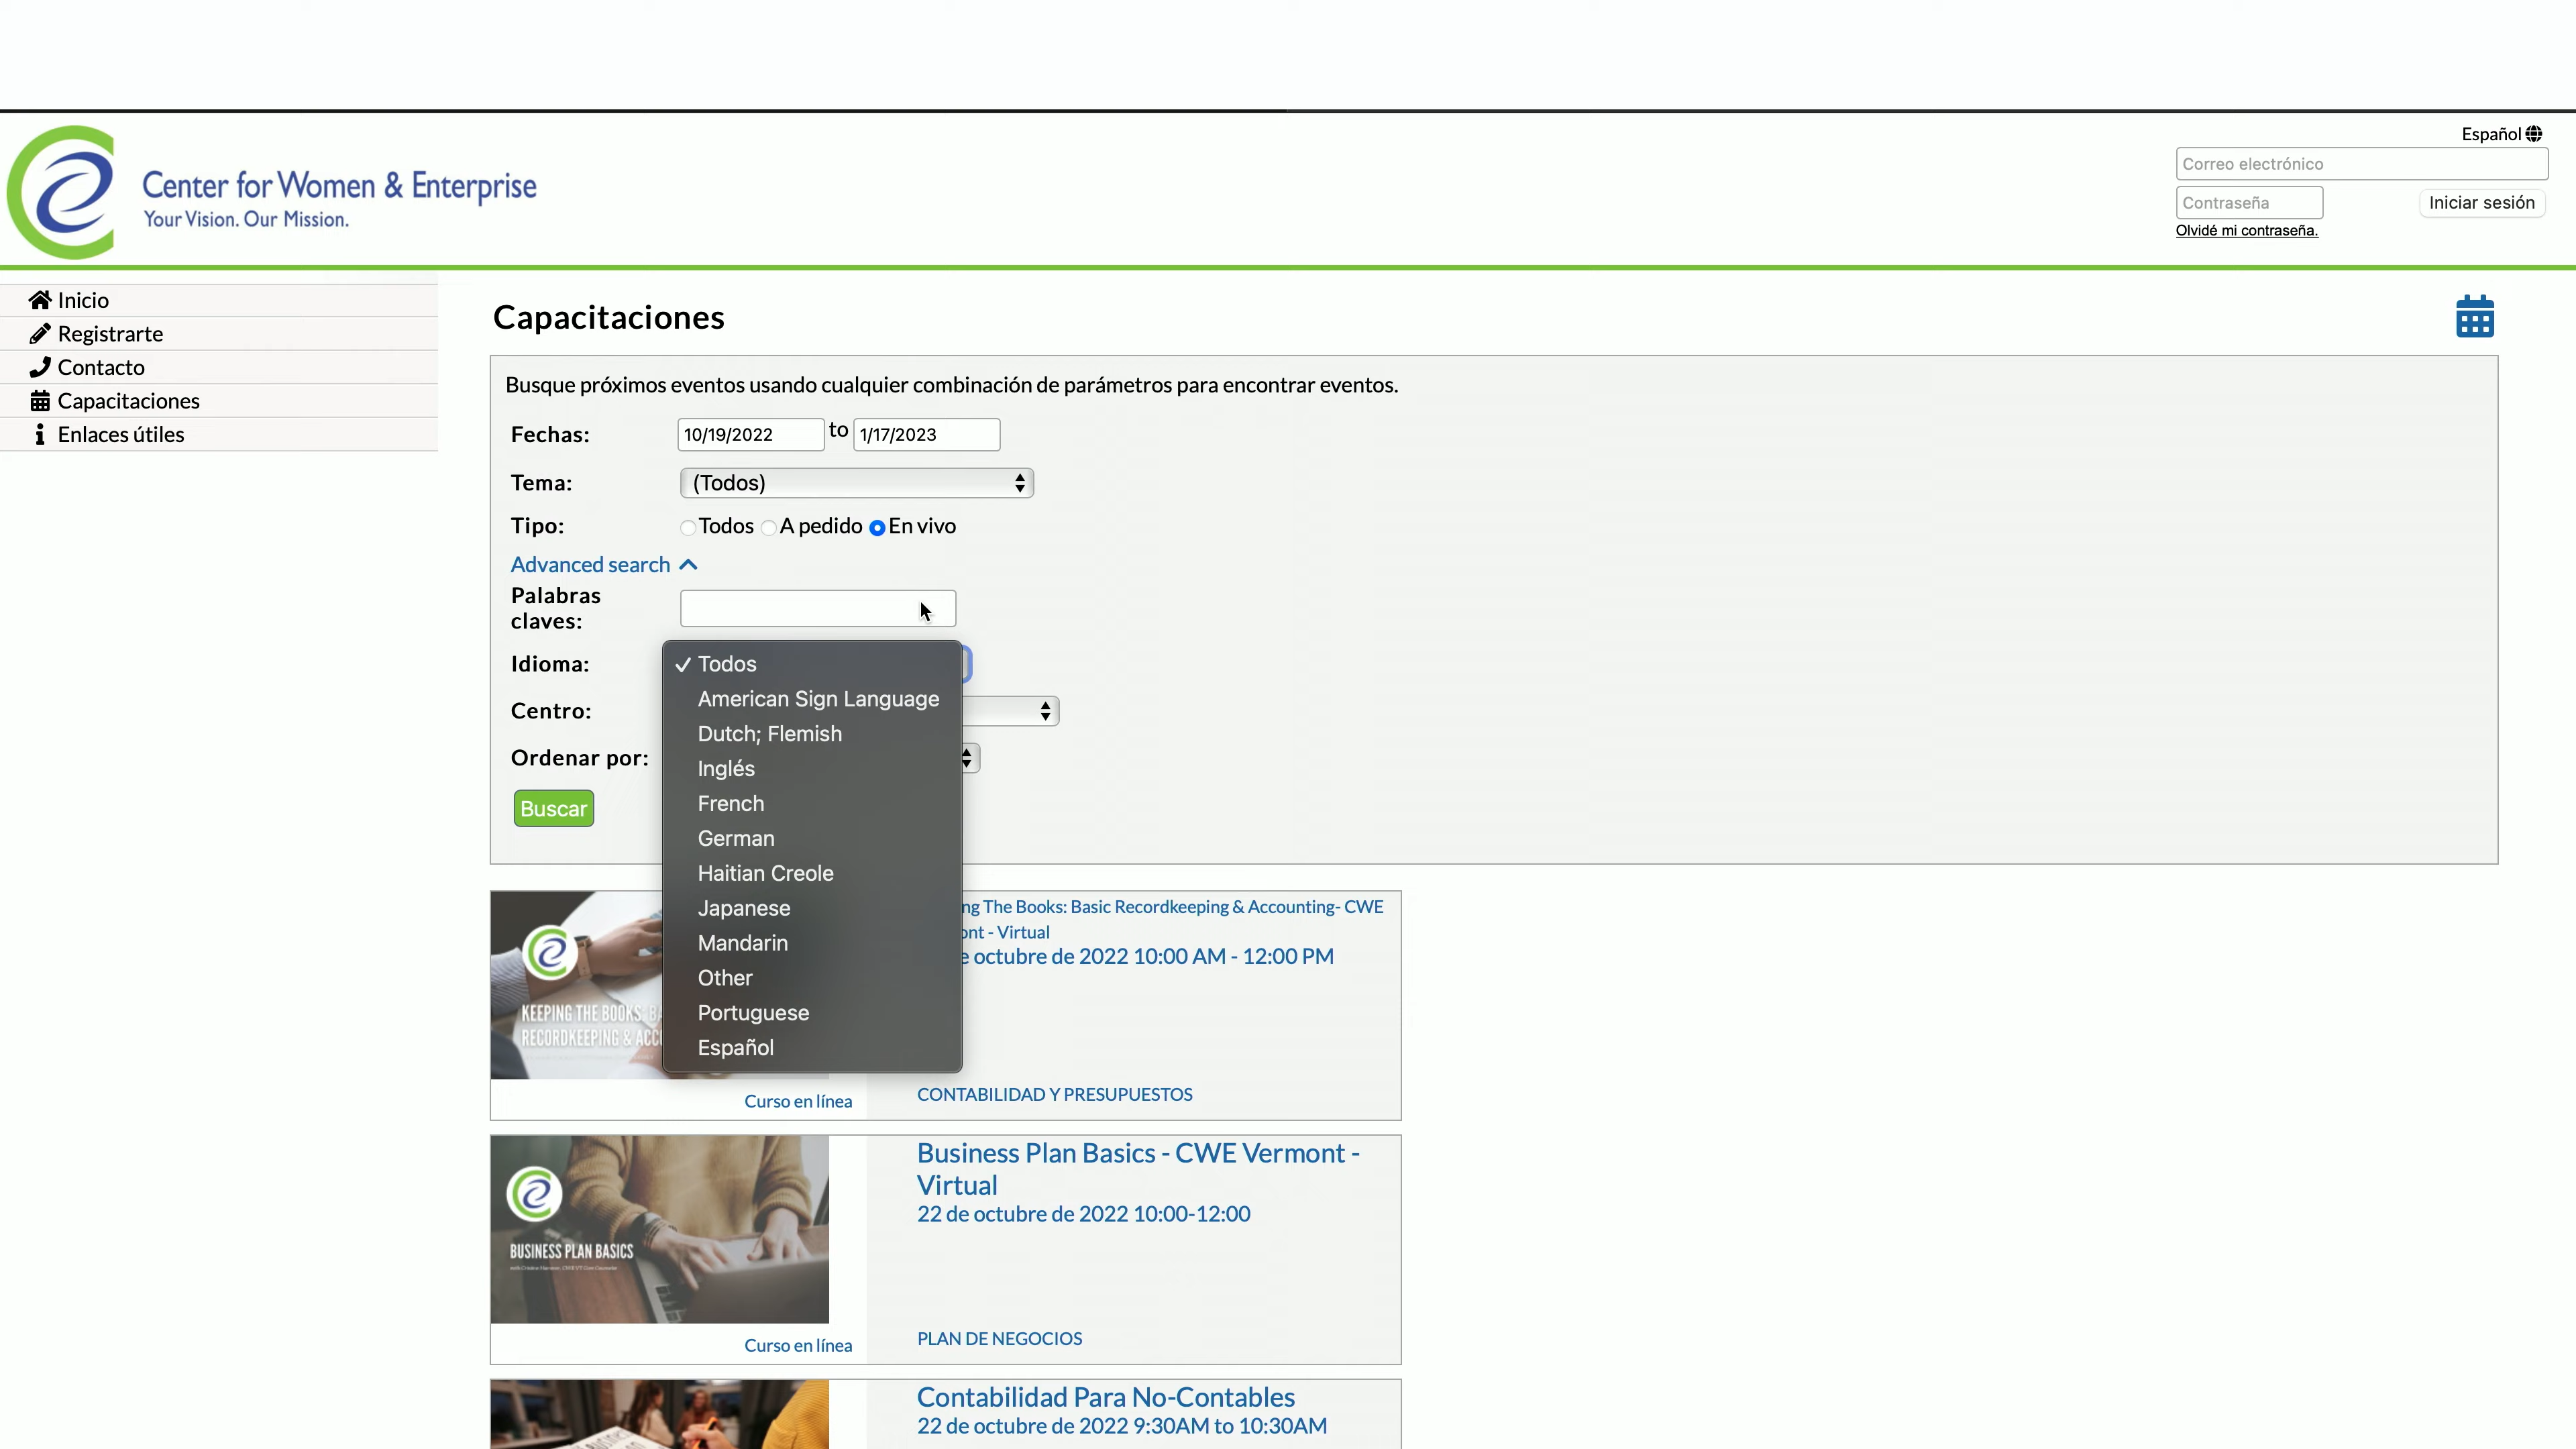 Center for Women & Enterprise
Your Vision. Our Mission.
Español
Correo electrónico
Contraseña
Iniciar sesión
Olvidé mi contraseña.
Inicio
Registrarte
Contacto
Capacitaciones
Enlaces útiles
Capacitaciones
Busque próximos eventos usando cualquier combinación de parámetros para encontrar eventos.
Fechas: 10/19/2022 to 1/17/2023
Tema: (Todos)
Tipo: Todos A pedido En vivo
Advanced search
Palabras
claves:
Idioma:
Centro:
Ordenar por:
Buscar
Todos
American Sign Language
Dutch; Flemish
Inglés
French
German
Haitian Creole
Japanese
Mandarin
Other
Portuguese
Español
KEEPING THE BOOKS:
RECORDKEEPING &
Curso en línea
ng The Books: Basic Recordkeeping & Accounting- CWE
ont - Virtual
e octubre de 2022 10:00 AM - 12:00 PM
CONTABILIDAD Y PRESUPUESTOS
BUSINESS PLAN BASICS
Curso en línea
Business Plan Basics - CWE Vermont -
Virtual
22 de octubre de 2022 10:00-12:00
PLAN DE NEGOCIOS
Contabilidad Para No-Contables
22 de octubre de 2022 9:30AM to 10:30AM